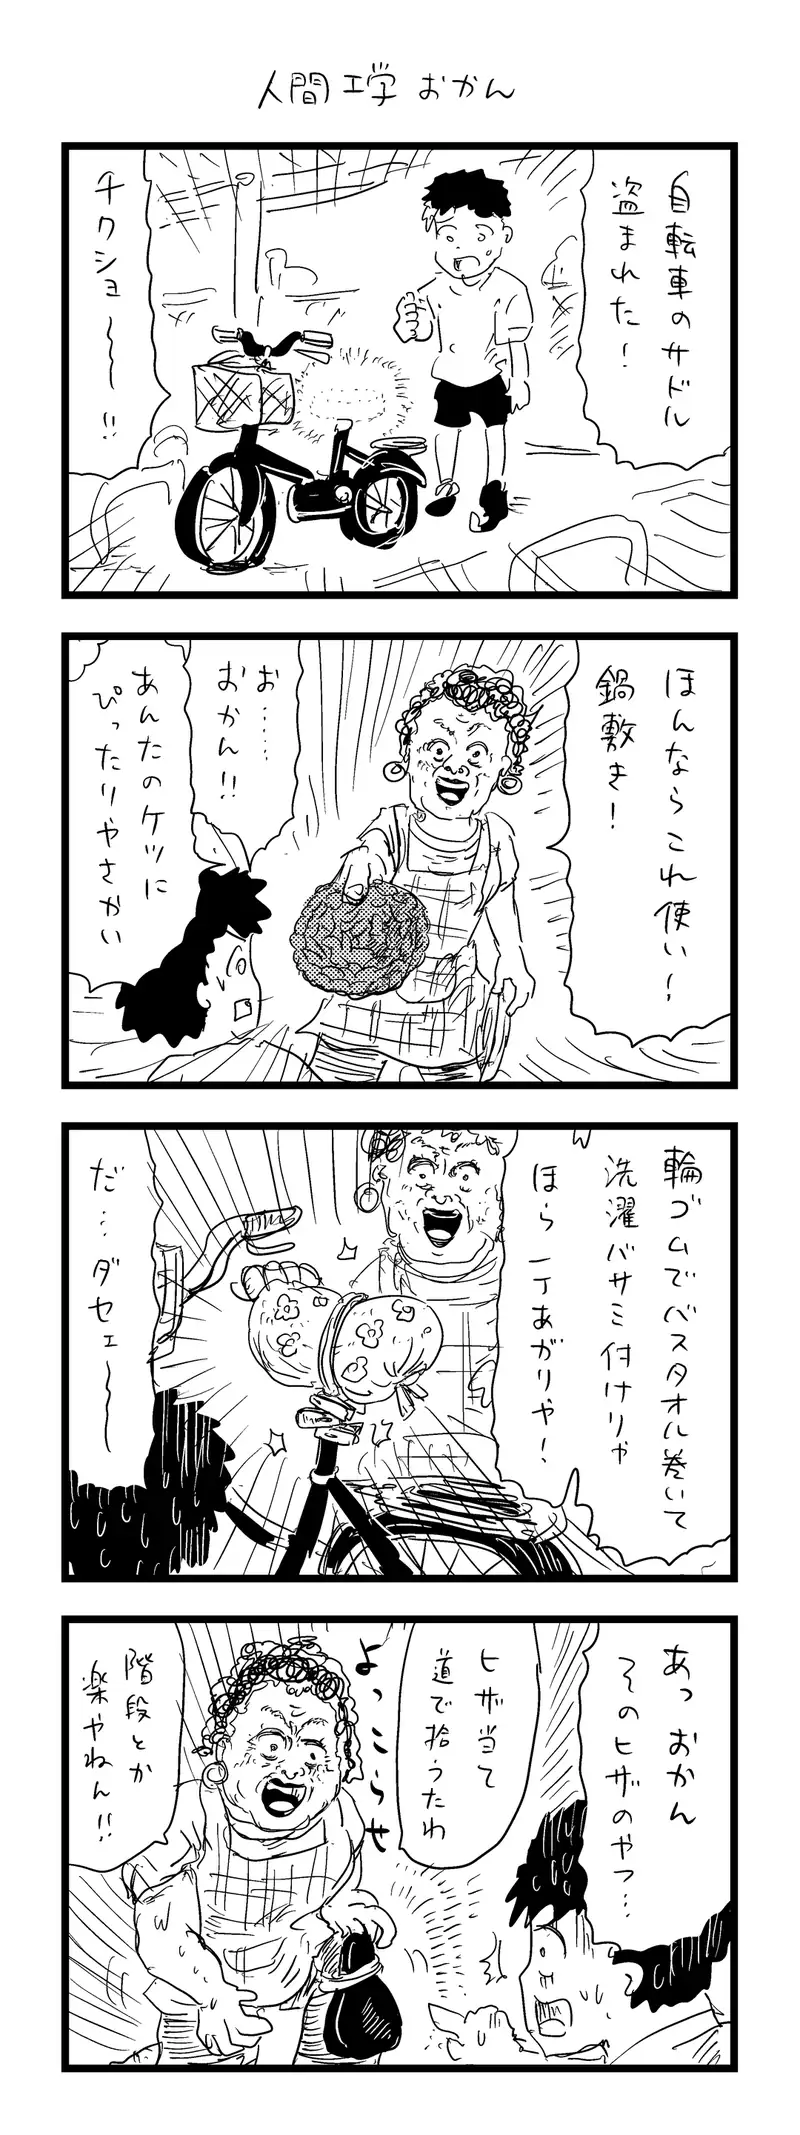 人間工学おかん
自転車のサドル
盗まれた!
チクショ〜〜!!
ほんならこれ使い!
鍋敷き!
お……
おかん!!
あんたのケツに
ぴったりやさかい
輪ゴムでバスタオル巻いて
洗濯バサミ付けりゃ
ほら一丁あがりや!
だ…ダセェ〜〜
あっおかん
そのヒザのやつ…
ヒザ当て
道で拾うたわ
よっこらせ
階段とか
楽やねん!!